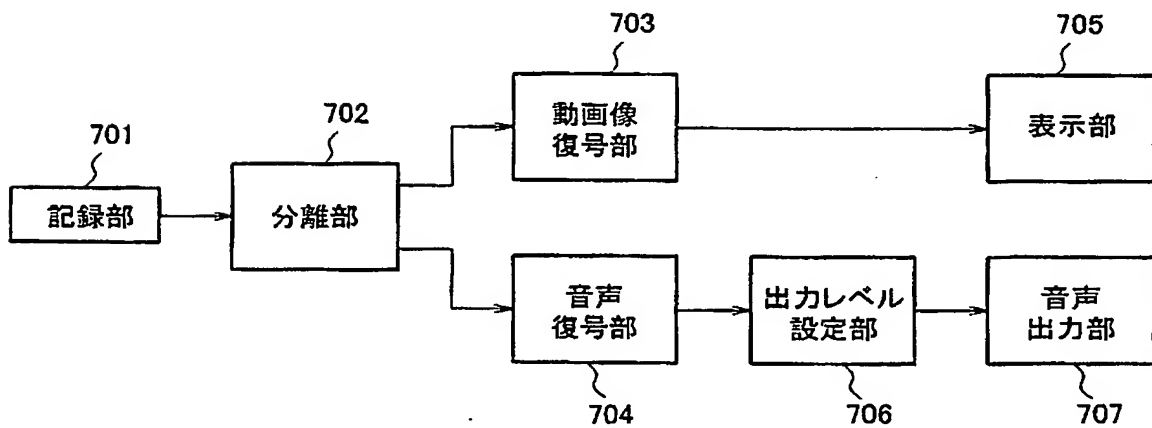 703
705
動画像
復号部
表示部
702
701
記録部
分離部
音声
復号部
出力レベル
設定部
音声
出力部
704
706
707